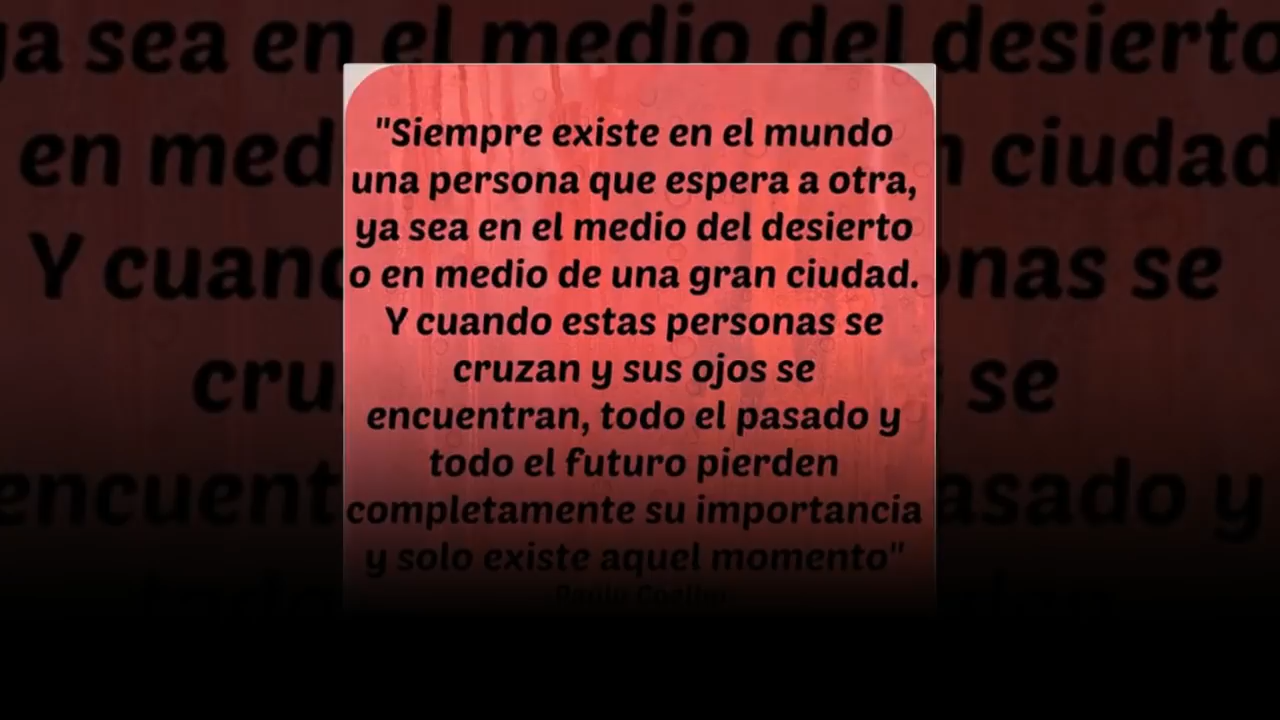 "Siempre existe en el mundo
una persona que espera a otra,
ya sea en el medio del desierto
o en medio de una gran ciudad.
Y cuando estas personas se
cruzan y sus ojos se
encuentran, todo el pasado y
todo el futuro pierden
completamente su importancia
y solo existe aquel momento"
Paulo Coelho